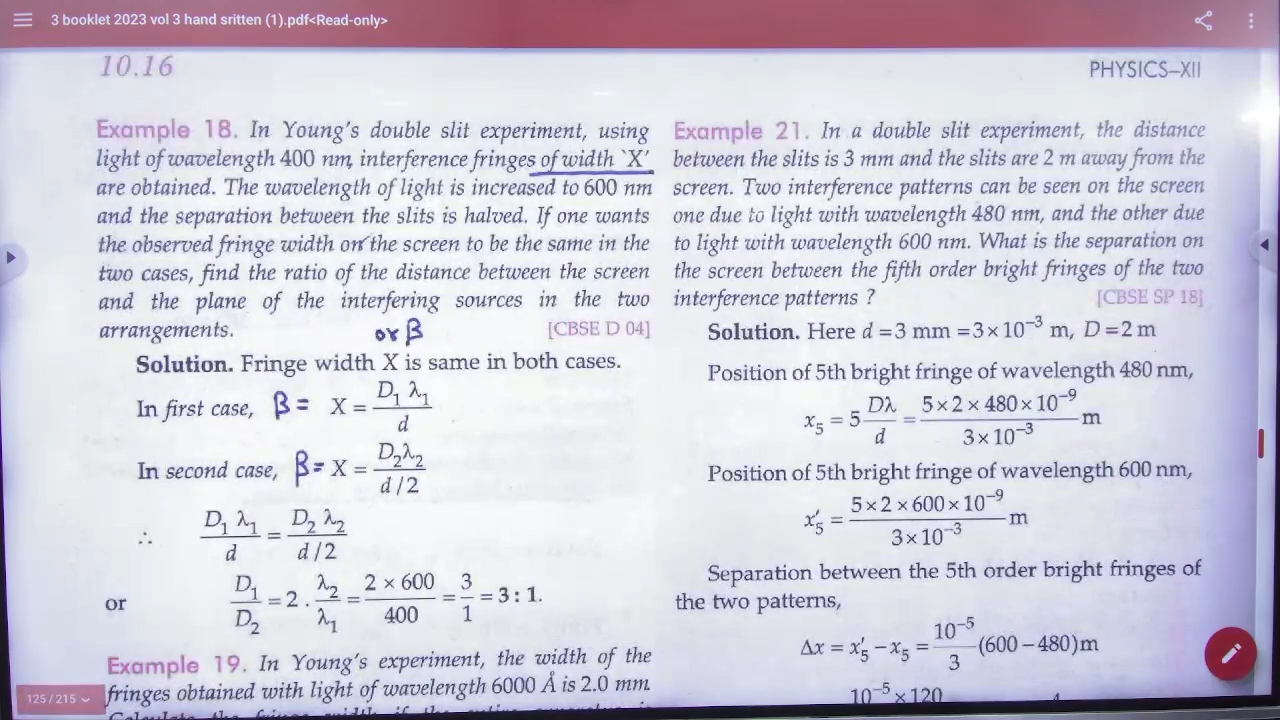 3 booklet 2023 vol 3 hand sritten (1).pdf<Read-only>
10.16
PHYSICS–XII
Example 18. In Young's double slit experiment, using
light of wavelength 400 nm, interference fringes of width `X'
are obtained. The wavelength of light is increased to 600 nm
and the separation between the slits is halved. If one wants
the observed fringe width on the screen to be the same in the
two cases, find the ratio of the distance between the screen
and the plane of the interfering sources in the two
arrangements. [CBSE D 04]
or β
Solution. Fringe width X is same in both cases.
In first case, β = X = D₁ λ₁ / d
In second case, β = X = D₂λ₂ / d/2
∴ D₁ λ₁ / d = D₂ λ₂ / d/2
or D₁ / D₂ = 2 . λ₂ / λ₁ = 2 × 600 / 400 = 3 / 1 = 3 : 1.
Example 19. In Young's experiment, the width of the
fringes obtained with light of wavelength 6000 Å is 2.0 mm.
125 / 215
Example 21. In a double slit experiment, the distance
between the slits is 3 mm and the slits are 2 m away from the
screen. Two interference patterns can be seen on the screen
one due to light with wavelength 480 nm, and the other due
to light with wavelength 600 nm. What is the separation on
the screen between the fifth order bright fringes of the two
interference patterns ? [CBSE SP 18]
Solution. Here d = 3 mm = 3 × 10⁻³ m, D = 2 m
Position of 5th bright fringe of wavelength 480 nm,
x₅ = 5 Dλ / d = 5 × 2 × 480 × 10⁻⁹ / 3 × 10⁻³ m
Position of 5th bright fringe of wavelength 600 nm,
x′₅ = 5 × 2 × 600 × 10⁻⁹ / 3 × 10⁻³ m
Separation between the 5th order bright fringes of
the two patterns,
Δx = x′₅ − x₅ = 10⁻⁵ / 3 (600 − 480) m
10⁻⁵ × 120